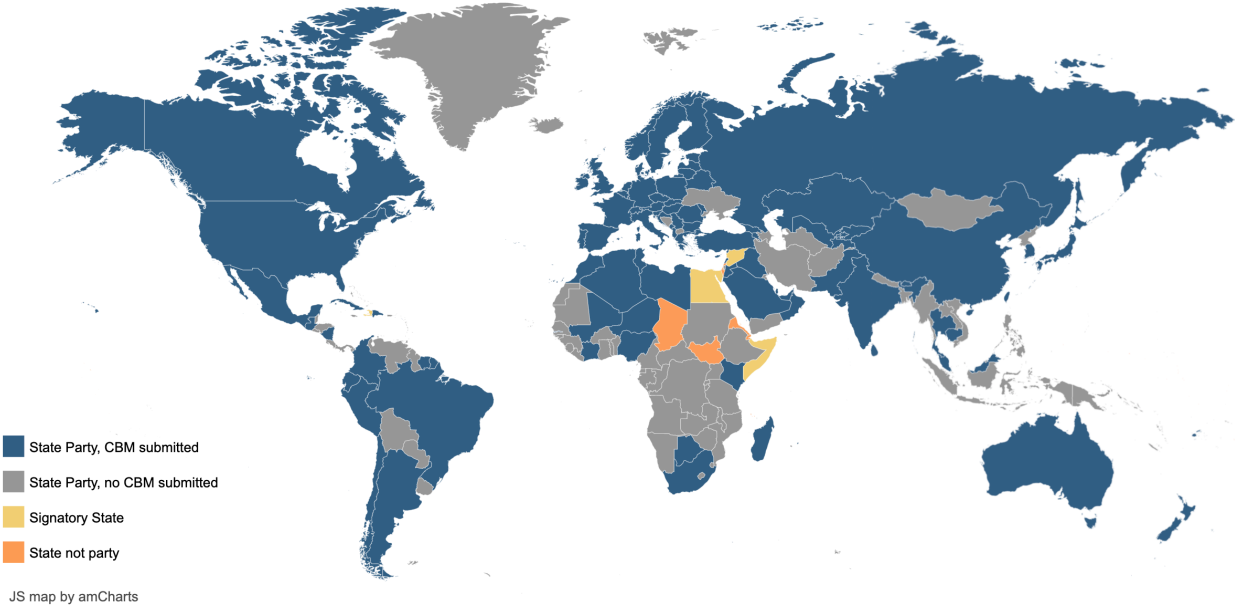 State Party, CBM submitted
State Party, no CBM submitted
Signatory State
State not party
JS map by amCharts